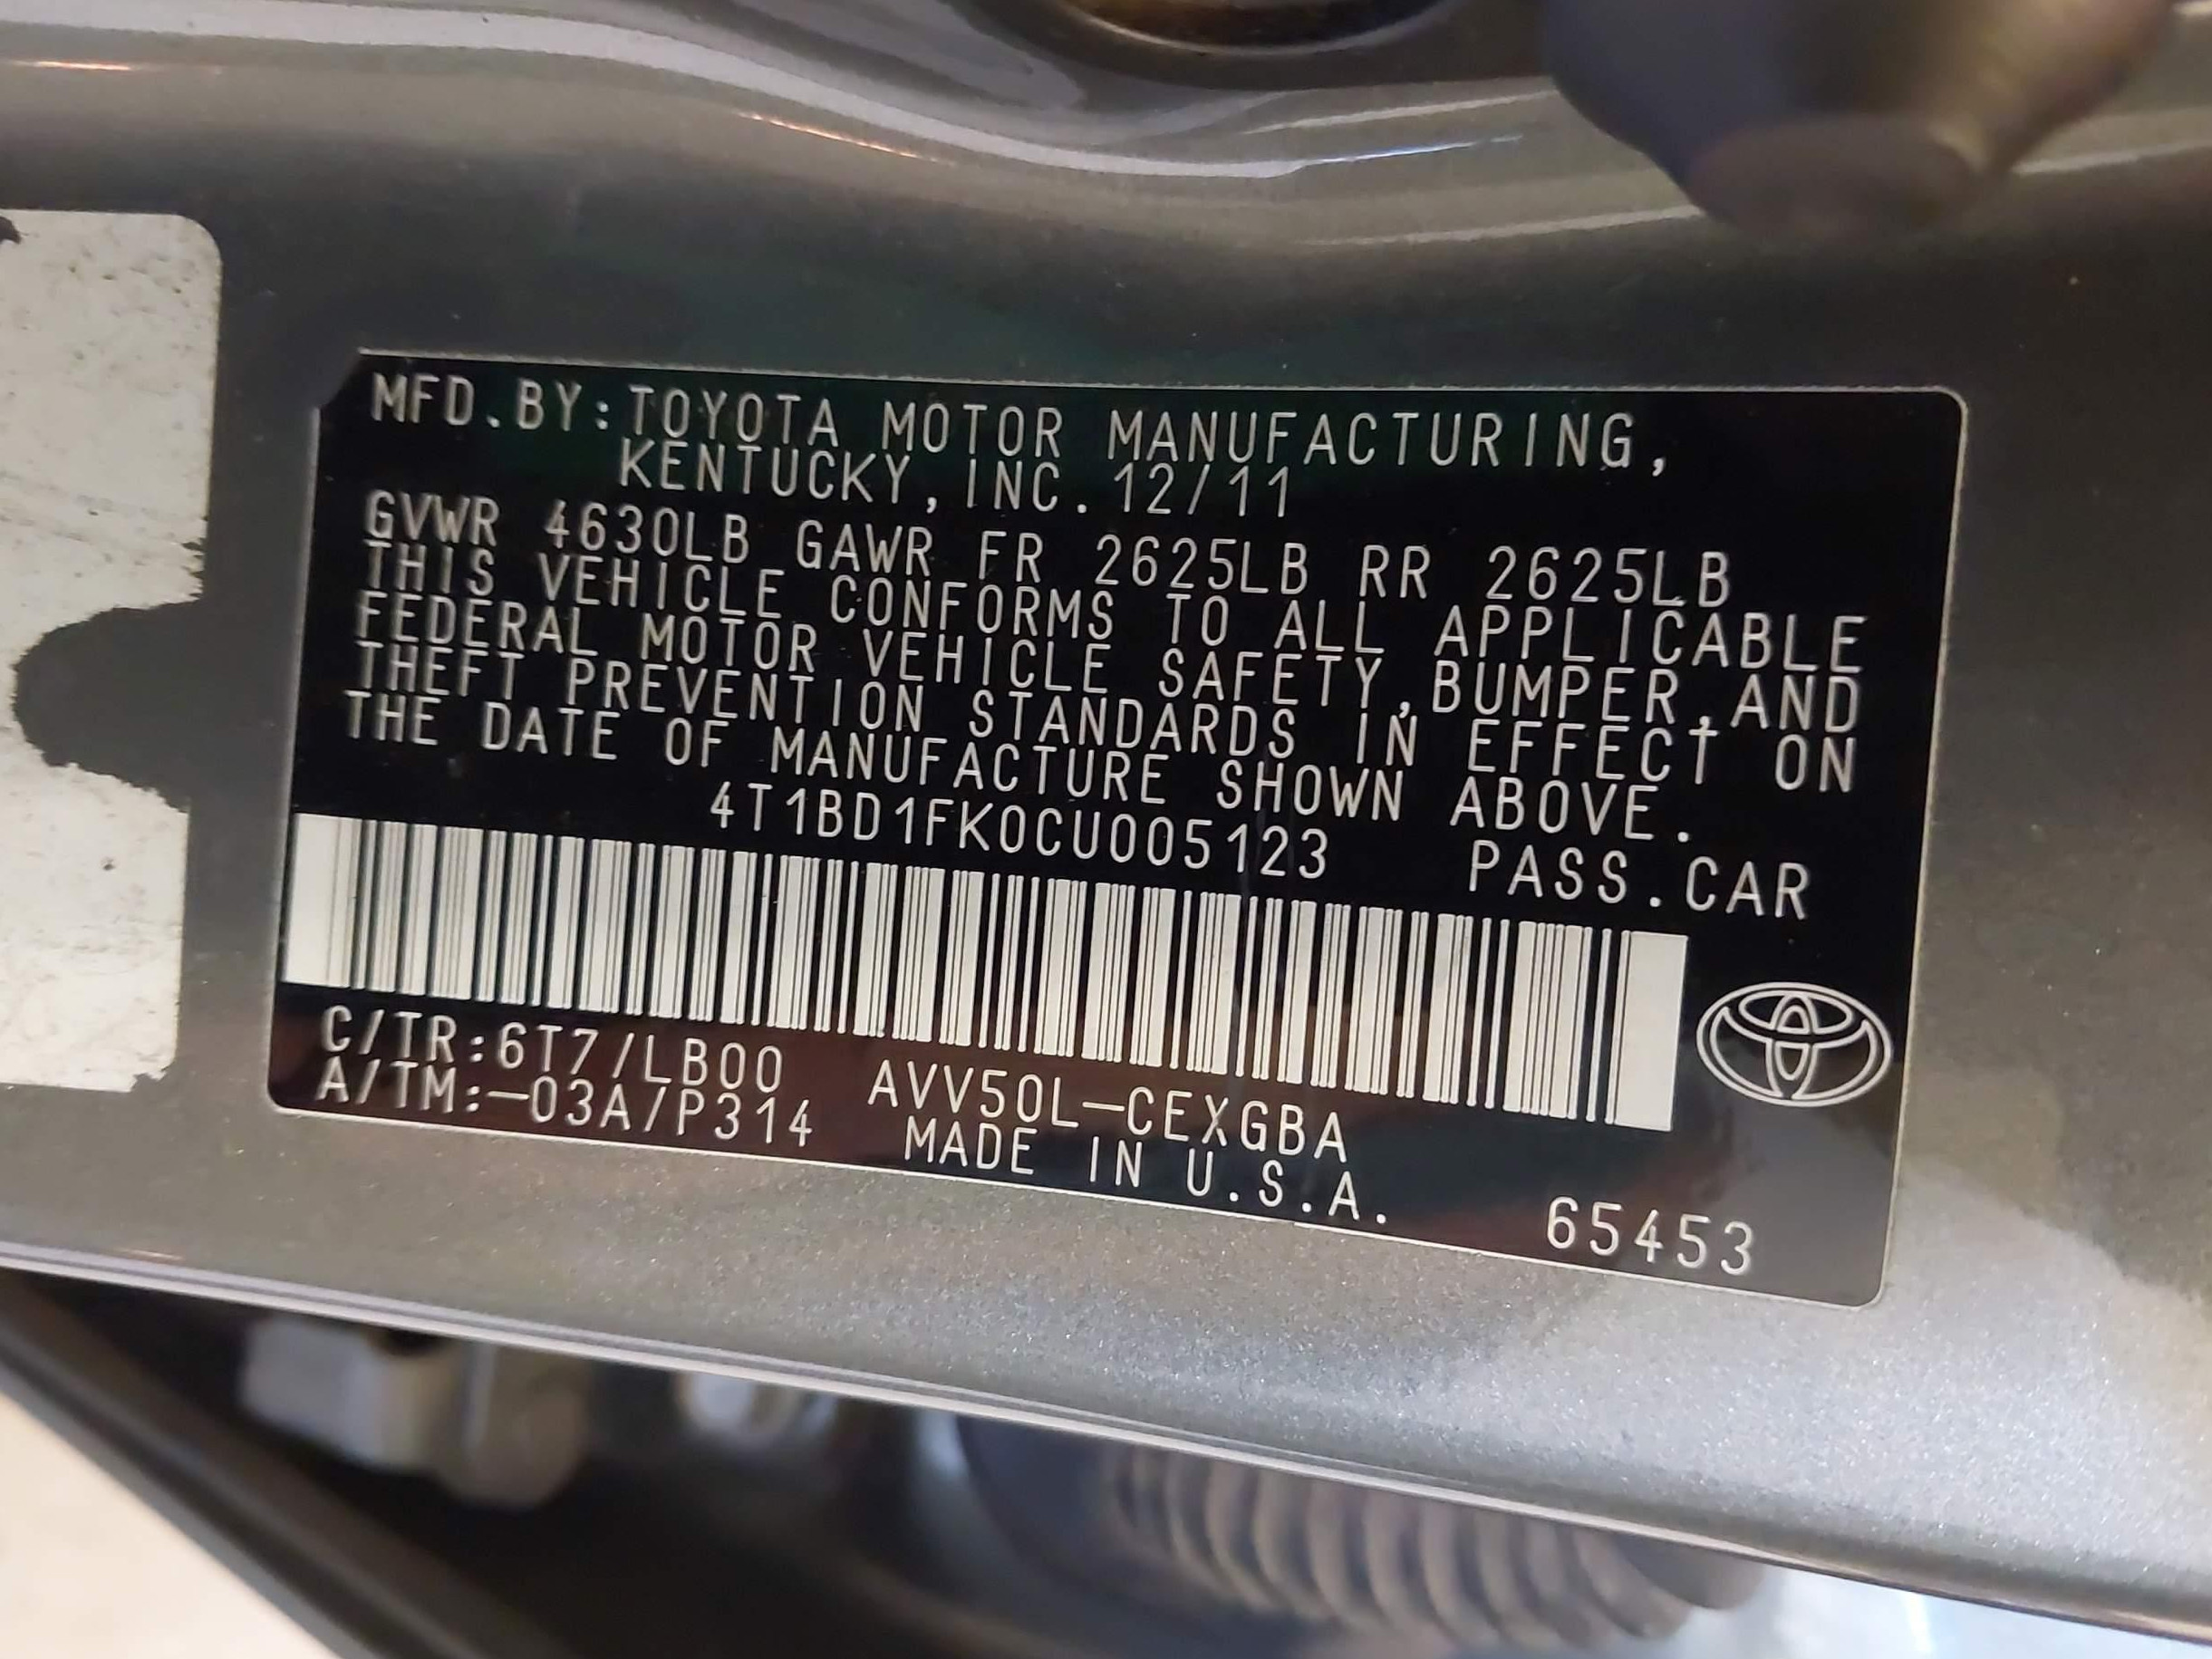 MFD.BY:TOYOTA MOTOR MANUFACTURING,
KENTUCKY,INC.12/11
GVWR 4630LB GAWR FR 2625LB RR 2625LB
THIS VEHICLE CONFORMS TO ALL APPLICABLE
FEDERAL MOTOR VEHICLE SAFETY,BUMPER,AND
THEFT PREVENTION STANDARDS IN EFFECT ON
THE DATE OF MANUFACTURE SHOWN ABOVE.
4T1BD1FK0CU005123 PASS.CAR
C/TR:6T7/LB00 AVV50L-CEXGBA
A/TM:-03A/P314 MADE IN U.S.A. 65453